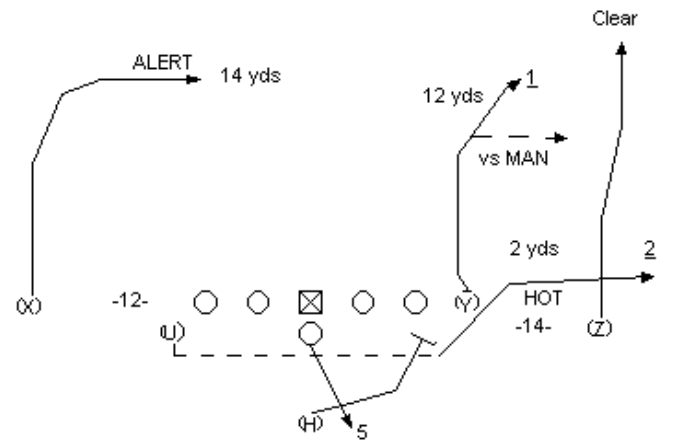 Clear
ALERT
14 yds
12 yds
1
vs MAN
2 yds
2
(X)
-12-
(Y)
HOT
(U)
-14-
(Z)
(H)
5